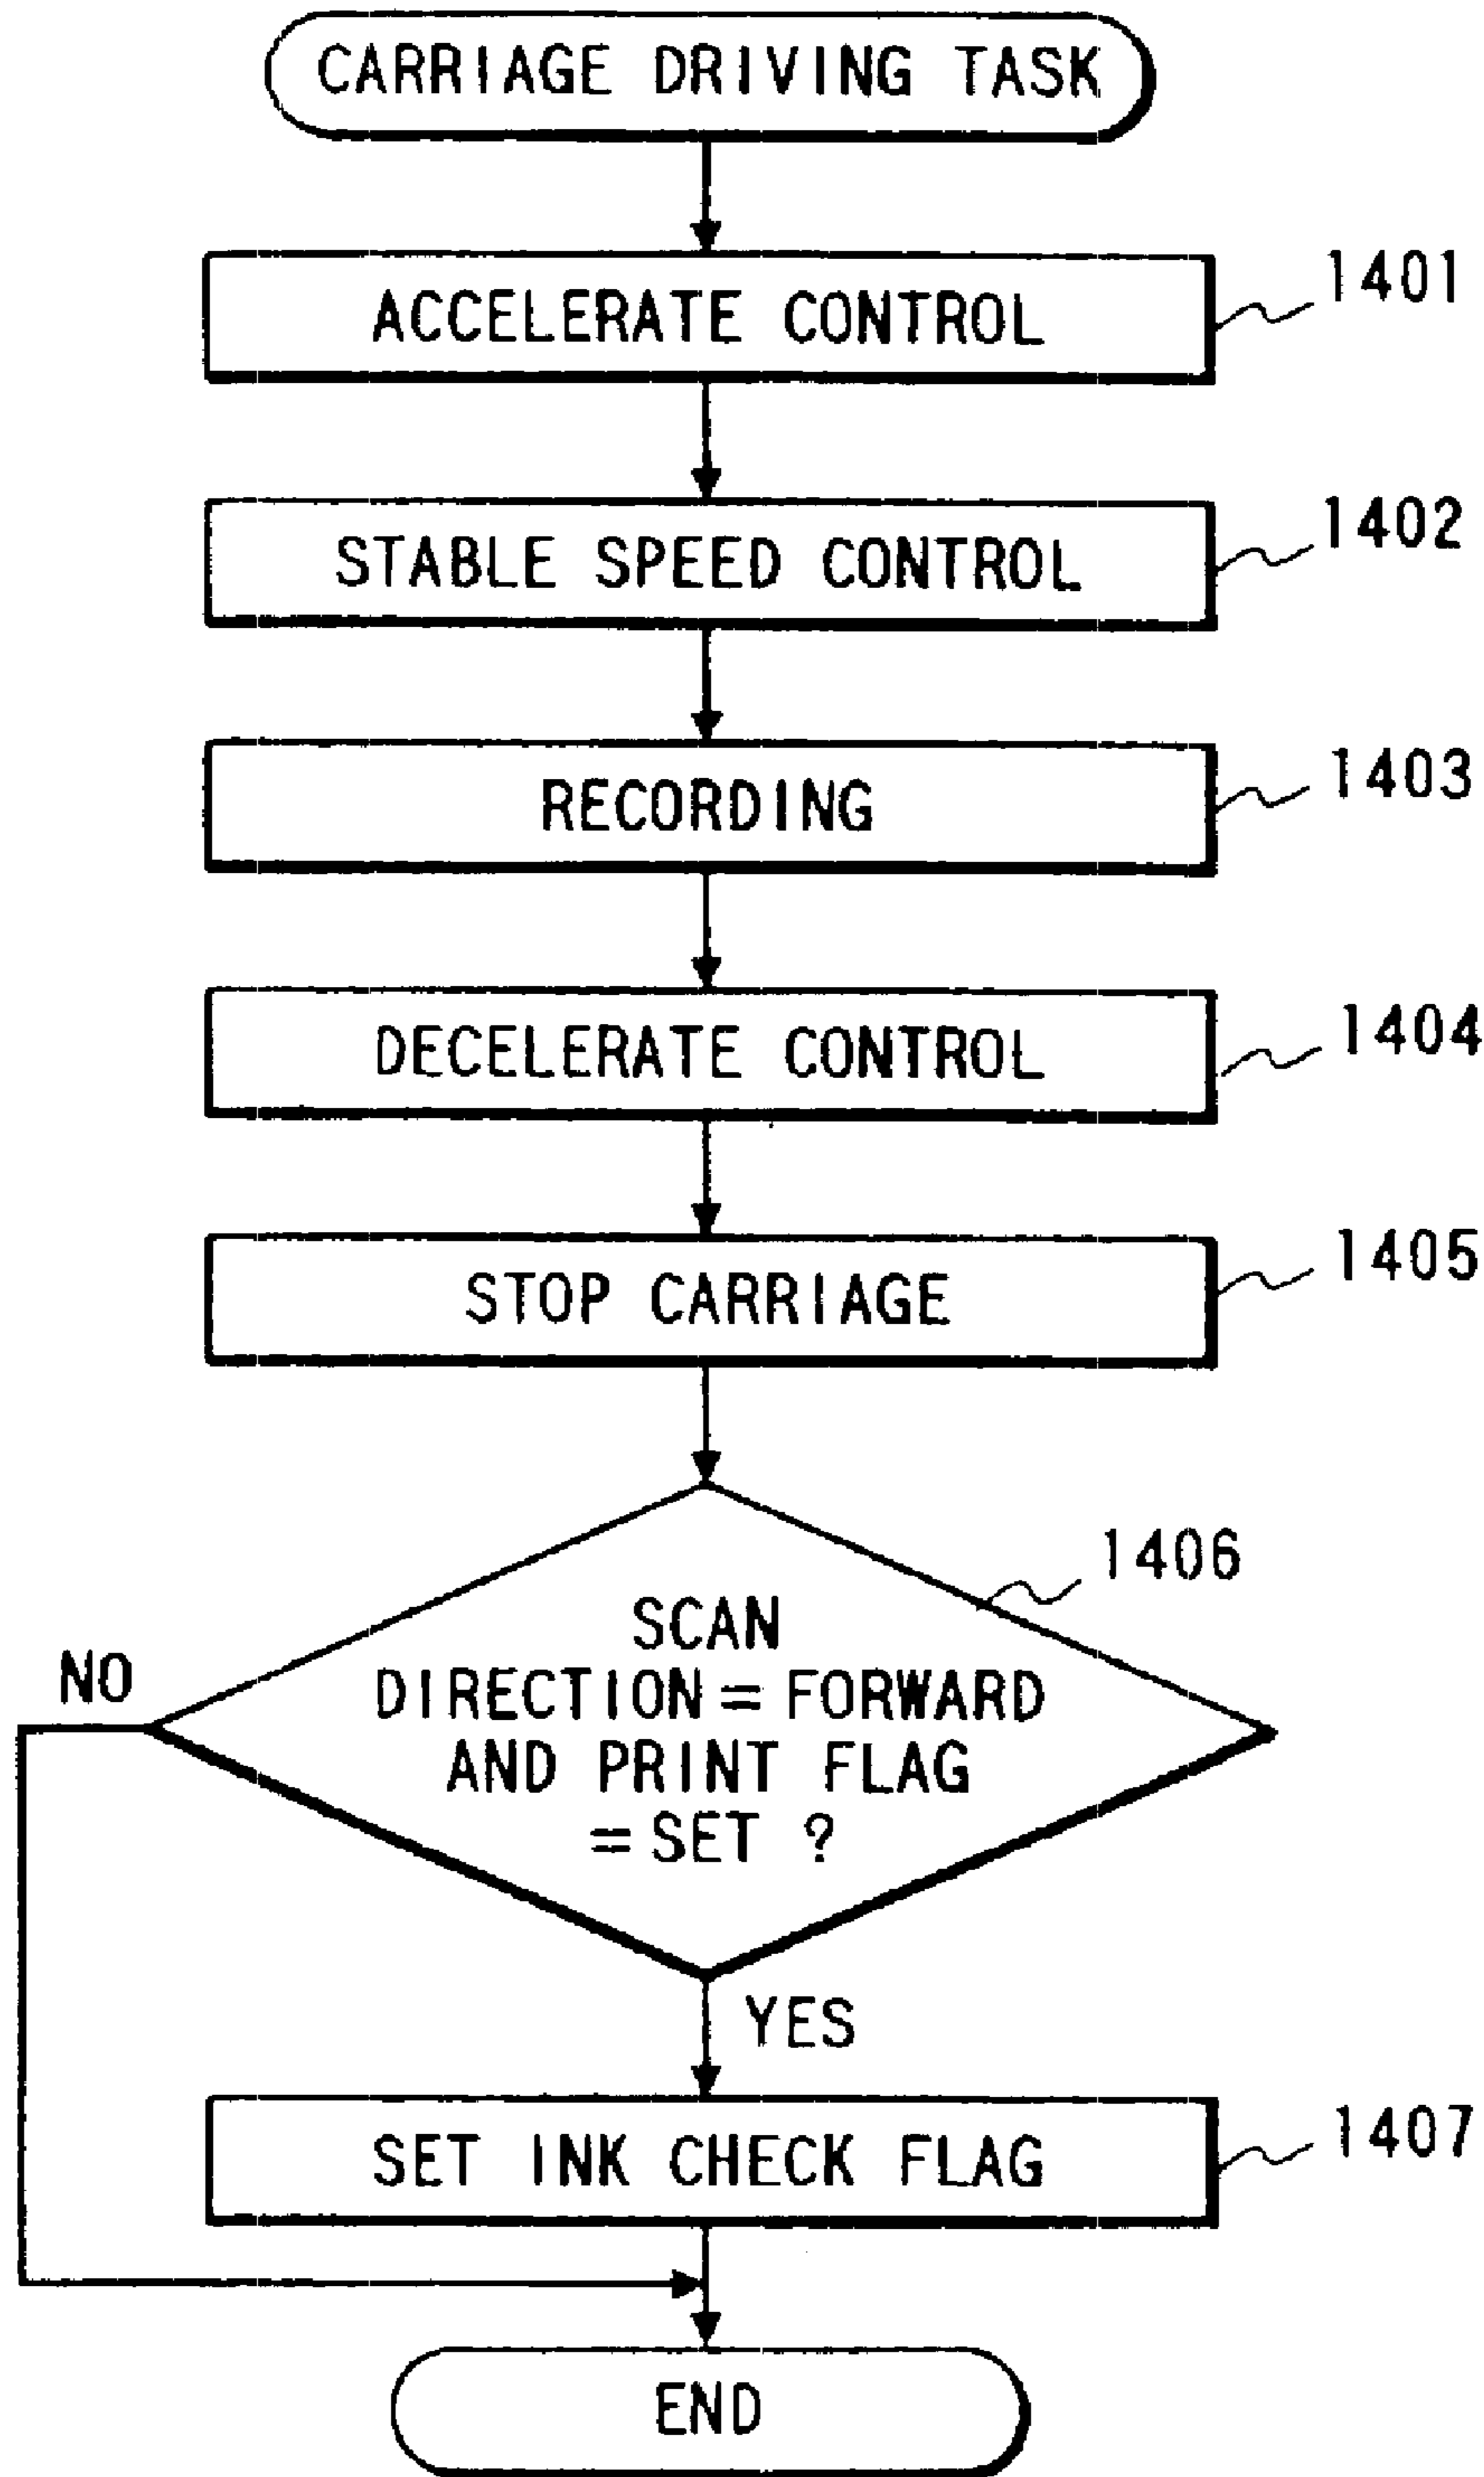 CARRIAGE DRIVING TASK
ACCELERATE CONTROL
1401
STABLE SPEED CONTROL
1402
RECORDING
1403
DECELERATE CONTROL
1404
STOP CARRIAGE
1405
1406
SCAN
DIRECTION = FORWARD
AND PRINT FLAG
= SET ?
NO
YES
SET INK CHECK FLAG
1407
END